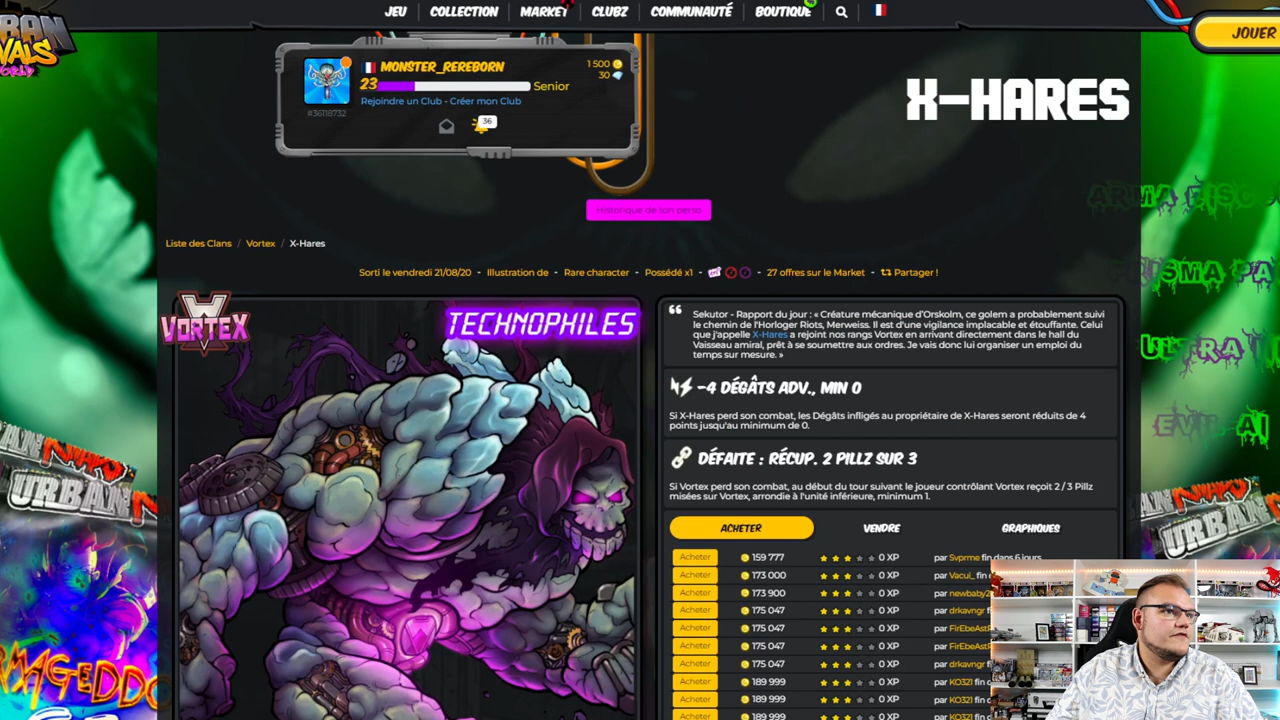 JEU
COLLECTION
MARKET
CLUBZ
COMMUNAUTÉ
BOUTIQUE
JOUER
MONSTER_REREBORN
1 500
23
Senior
30
Rejoindre un Club - Créer mon Club
#36118732
36
X-HARES
Historique de ton perso
Liste des Clans / Vortex / X-Hares
Sorti le vendredi 21/08/20 - Illustration de - Rare character - Possédé x1 - - 27 offres sur le Market - Partager !
VORTEX
TECHNOPHILES
Sekutor - Rapport du jour : « Créature mécanique d'Orskolm, ce golem a probablement suivi
le chemin de l'Horloger Riots, Merweiss. Il est d'une vigilance implacable et étouffante. Celui
que j'appelle X-Hares a rejoint nos rangs Vortex en arrivant directement dans le hall du
Vaisseau amiral, prêt à se soumettre aux ordres. Je vais donc lui organiser un emploi du
temps sur mesure. »
-4 DÉGÂTS ADV., MIN 0
Si X-Hares perd son combat, les Dégâts infligés au propriétaire de X-Hares seront réduits de 4
points jusqu'au minimum de 0.
DÉFAITE : RÉCUP. 2 PILLZ SUR 3
Si Vortex perd son combat, au début du tour suivant le joueur contrôlant Vortex reçoit 2 / 3 Pillz
misées sur Vortex, arrondie à l'unité inférieure, minimum 1.
ACHETER
VENDRE
GRAPHIQUES
Acheter 159 777 0 XP par Svprme fin dans 6 jours
Acheter 173 000 0 XP par Vacui_ fin
Acheter 173 900 0 XP par
Acheter 175 047 0 XP par drkavngr
Acheter 175 047 0 XP par
Acheter 175 047 0 XP par
Acheter 175 047 0 XP par drkavngr
Acheter 189 999 0 XP par KO321
Acheter 189 999 0 XP par KO321
Acheter 189 999 0 XP par KO321
URBAN